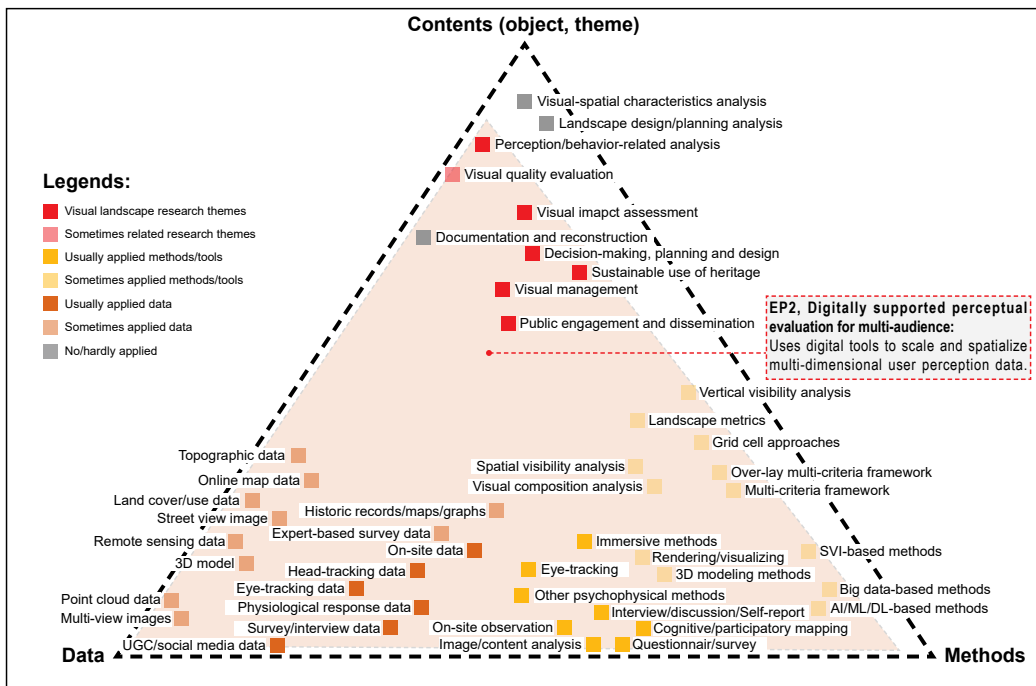 Contents (object, theme)
Visual-spatial characteristics analysis
Landscape design/planning analysis
Perception/behavior-related analysis
Visual quality evaluation
Legends:
Visual landscape research themes
Sometimes related research themes
Usually applied methods/tools
Sometimes applied methods/tools
Usually applied data
Sometimes applied data
No/hardly applied
Visual imapct assessment
Documentation and reconstruction
Decision-making, planning and design
Sustainable use of heritage
Visual management
Public engagement and dissemination
EP2, Digitally supported perceptual
evaluation for multi-audience:
Uses digital tools to scale and spatialize
multi-dimensional user perception data.
Vertical visibility analysis
Landscape metrics
Grid cell approaches
Topographic data
Spatial visibility analysis
Over-lay multi-criteria framework
Online map data
Visual composition analysis
Multi-criteria framework
Land cover/use data
Historic records/maps/graphs
Street view image
Expert-based survey data
Remote sensing data
Immersive methods
On-site data
SVI-based methods
Rendering/visualizing
3D model
Head-tracking data
Eye-tracking
3D modeling methods
Eye-tracking data
Big data-based methods
Other psychophysical methods
Point cloud data
Physiological response data
AI/ML/DL-based methods
Interview/discussion/Self-report
Multi-view images
Survey/interview data
On-site observation
Cognitive/participatory mapping
UGC/social media data
Image/content analysis
Questionnair/survey
Data
Methods